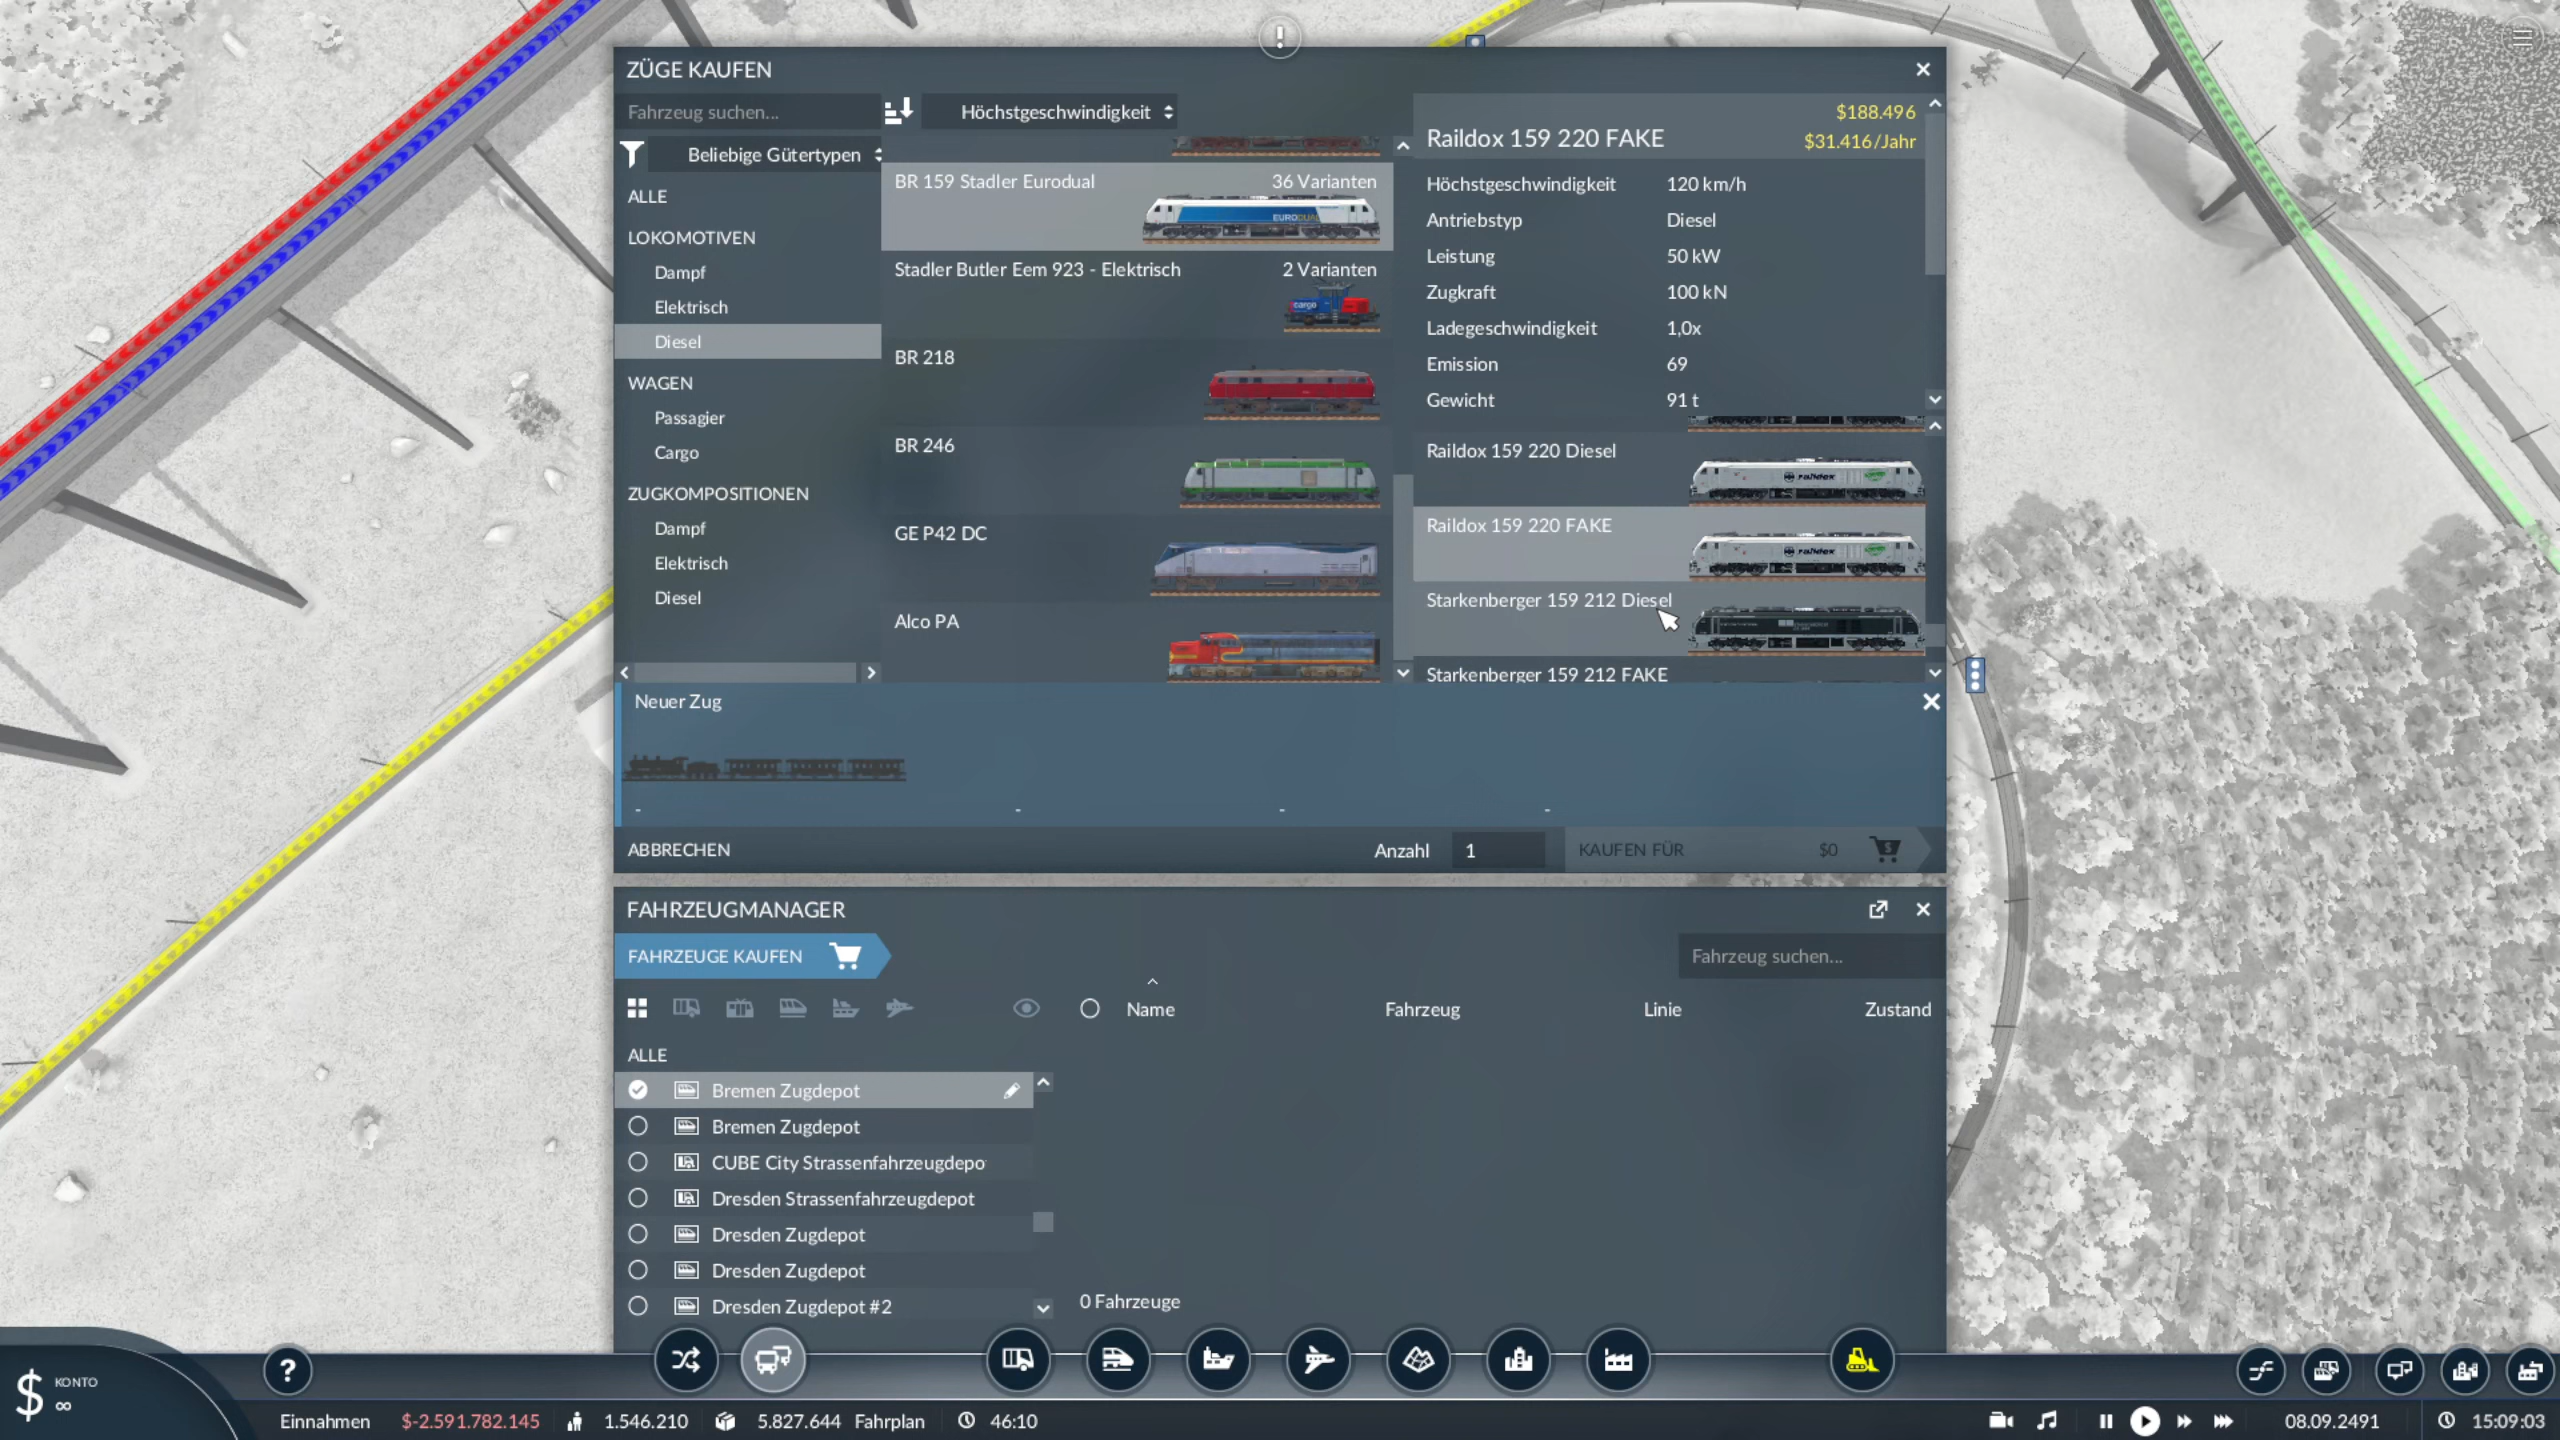 ZÜGE KAUFEN
Fahrzeug suchen...
Höchstgeschwindigkeit
Beliebige Gütertypen
ALLE
LOKOMOTIVEN
Dampf
Elektrisch
Diesel
WAGEN
Passagier
Cargo
ZUGKOMPOSITIONEN
Dampf
Elektrisch
Diesel
BR 159 Stadler Eurodual 36 Varianten
EURODUAL
Stadler Butler Eem 923 - Elektrisch 2 Varianten
cargo
BR 218
BR 246
GE P42 DC
Alco PA
$188.496
Raildox 159 220 FAKE
$31.416/Jahr
Höchstgeschwindigkeit 120 km/h
Antriebstyp Diesel
Leistung 50 kW
Zugkraft 100 kN
Ladegeschwindigkeit 1,0x
Emission 69
Gewicht 91 t
Raildox 159 220 Diesel
raildox
Raildox 159 220 FAKE
raildox
Starkenberger 159 212 Diesel
Starkenberger 159 212 FAKE
Neuer Zug
- - - -
ABBRECHEN
Anzahl 1
KAUFEN FÜR $0
FAHRZEUGMANAGER
FAHRZEUGE KAUFEN
Fahrzeug suchen...
Name Fahrzeug Linie Zustand
ALLE
Bremen Zugdepot
Bremen Zugdepot
CUBE City Strassenfahrzeugdepo
Dresden Strassenfahrzeugdepot
Dresden Zugdepot
Dresden Zugdepot
Dresden Zugdepot #2
0 Fahrzeuge
$ KONTO
∞
?
Einnahmen $-2.591.782.145 1.546.210 5.827.644 Fahrplan 46:10
08.09.2491 15:09:03